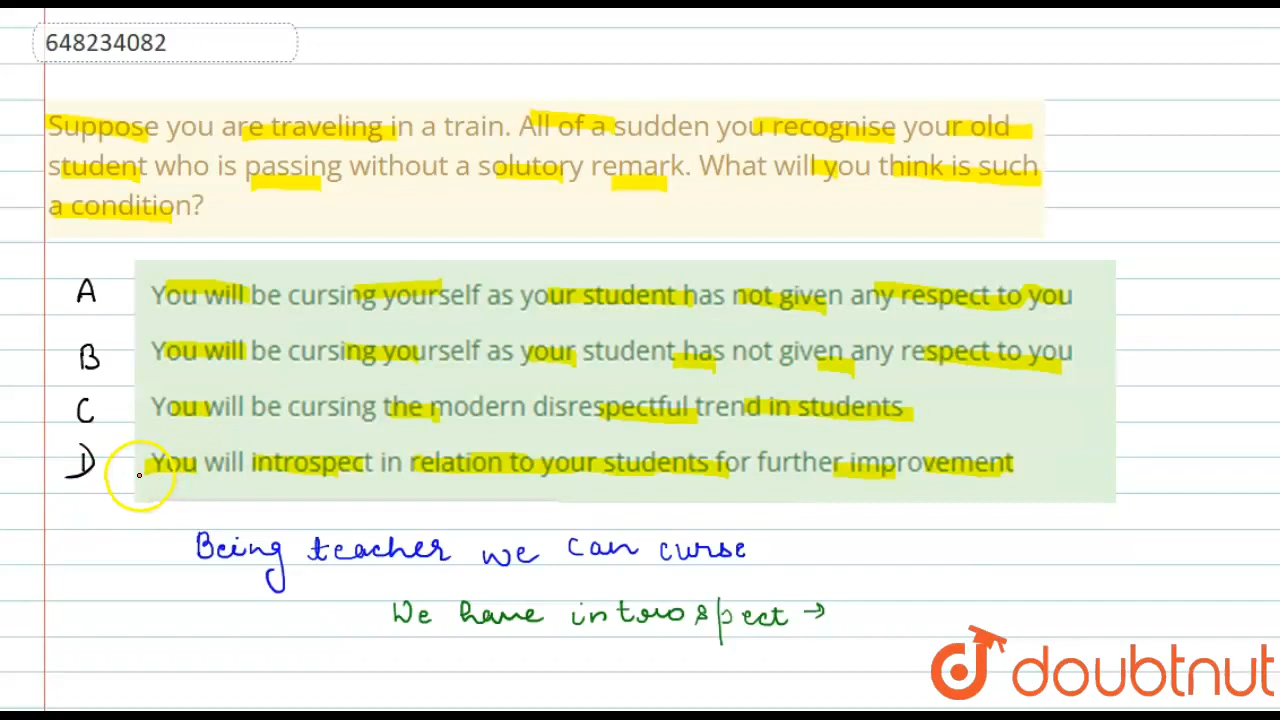 648234082
Suppose you are traveling in a train. All of a sudden you recognise your old
student who is passing without a solutory remark. What will you think is such
a condition?
A You will be cursing yourself as your student has not given any respect to you
B You will be cursing yourself as your student has not given any respect to you
C You will be cursing the modern disrespectful trend in students
D You will introspect in relation to your students for further improvement
Being teacher we can curse
We have introspect →
doubtnut